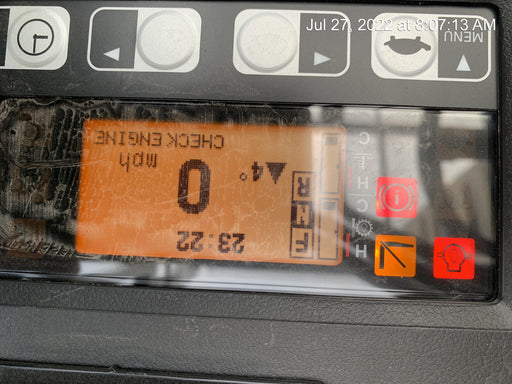 Jul 27, 2022 at 8:07:13 AM
H
C
H
C
F
N
R
23:22
0
mph
4°
CHECK ENGINE
MENU